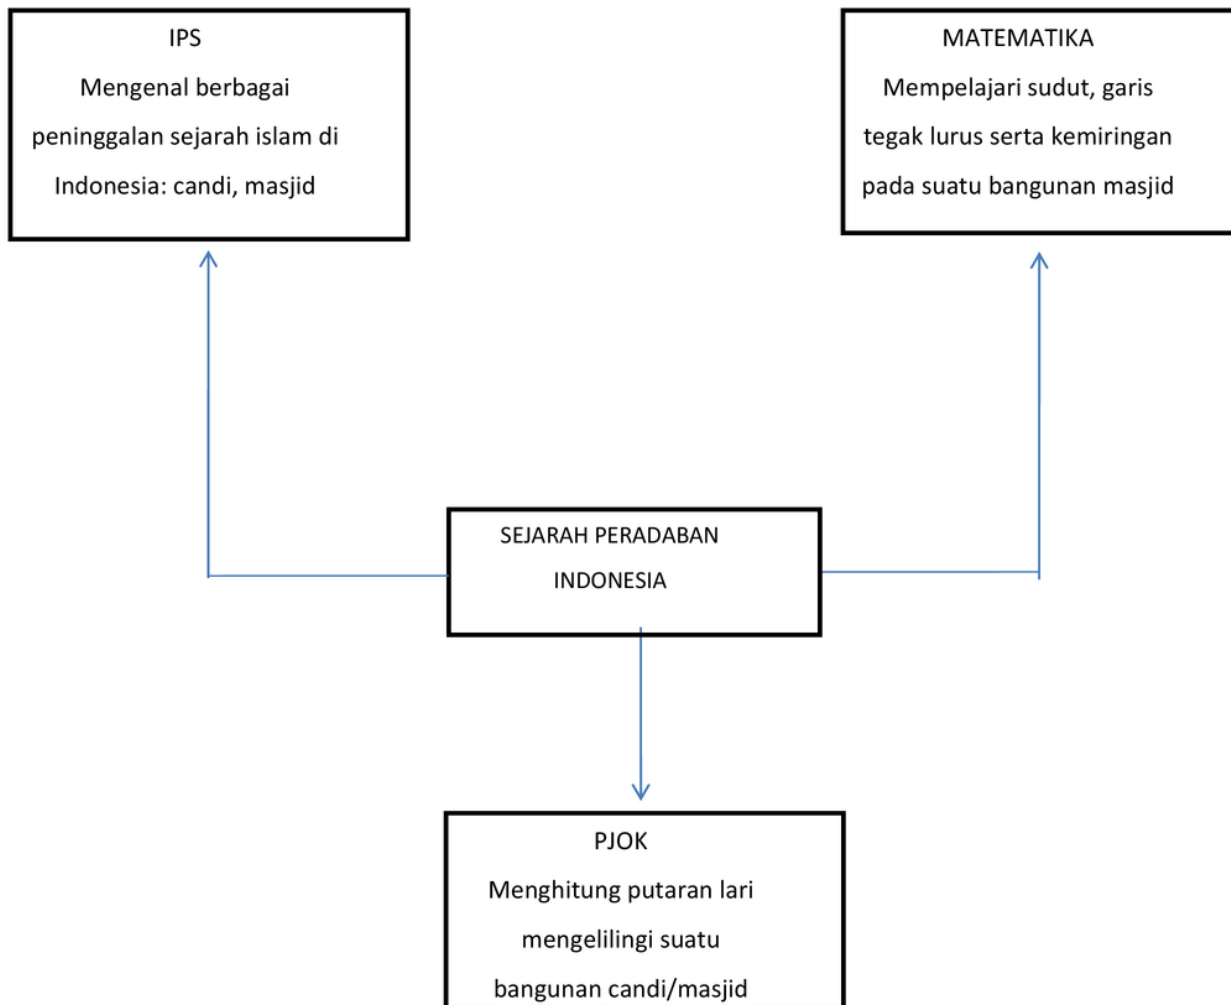 IPS
Mengenal berbagai
peninggalan sejarah islam di
Indonesia: candi, masjid
MATEMATIKA
Mempelajari sudut, garis
tegak lurus serta kemiringan
pada suatu bangunan masjid
SEJARAH PERADABAN
INDONESIA
PJOK
Menghitung putaran lari
mengelilingi suatu
bangunan candi/masjid